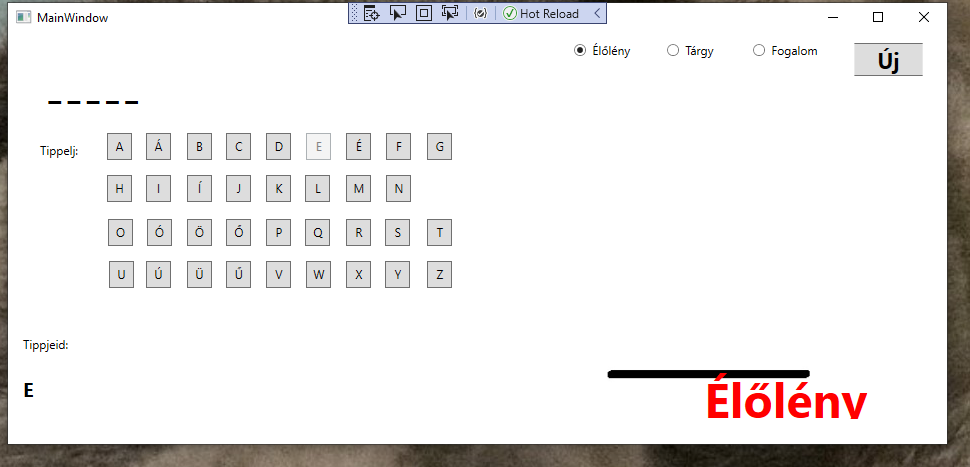 MainWindow
Hot Reload
Élőlény Tárgy Fogalom Új
_ _ _ _ _
Tippelj:
A Á B C D E É F G
H I Í J K L M N
O Ó Ö Ő P Q R S T
U Ú Ü Ű V W X Y Z
Tippjeid:
E
Élőlény